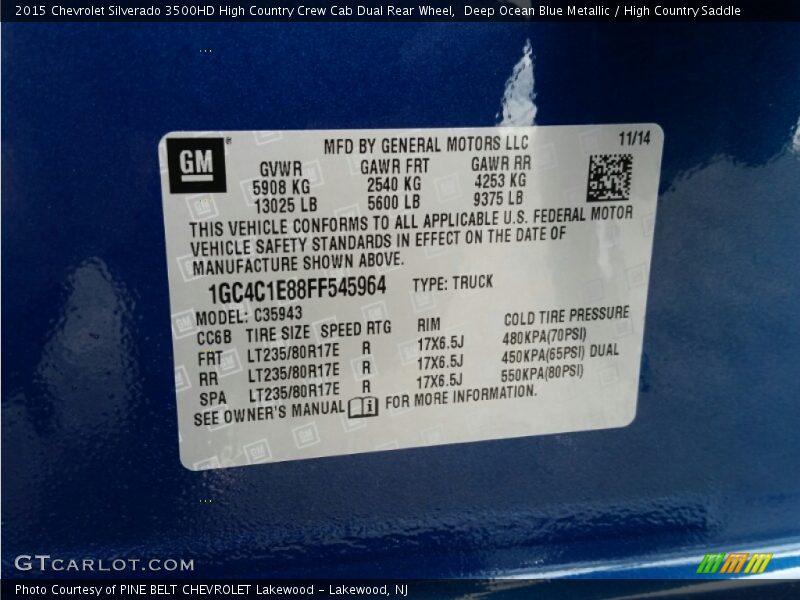 2015 Chevrolet Silverado 3500HD High Country Crew Cab Dual Rear Wheel, Deep Ocean Blue Metallic / High Country Saddle
GM
MFD BY GENERAL MOTORS LLC 11/14
GVWR GAWR FRT GAWR RR
5908 KG 2540 KG 4253 KG
13025 LB 5600 LB 9375 LB
THIS VEHICLE CONFORMS TO ALL APPLICABLE U.S. FEDERAL MOTOR
VEHICLE SAFETY STANDARDS IN EFFECT ON THE DATE OF
MANUFACTURE SHOWN ABOVE.
1GC4C1E88FF545964 TYPE: TRUCK
MODEL: C35943
CC6B TIRE SIZE SPEED RTG RIM COLD TIRE PRESSURE
FRT LT235/80R17E R 17X6.5J 480KPA(70PSI)
RR LT235/80R17E R 17X6.5J 450KPA(65PSI) DUAL
SPA LT235/80R17E R 17X6.5J 550KPA(80PSI)
SEE OWNER'S MANUAL FOR MORE INFORMATION.
GTCARLOT.COM
Photo Courtesy of PINE BELT CHEVROLET Lakewood - Lakewood, NJ